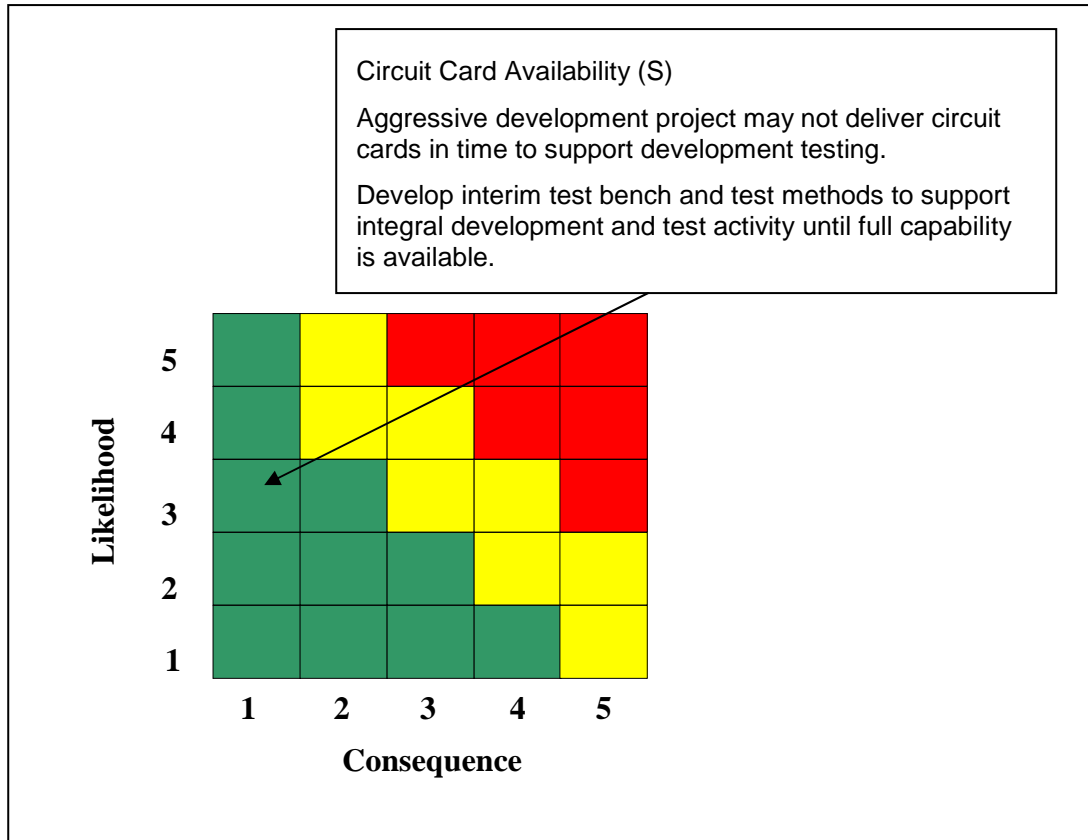 Circuit Card Availability (S)
Aggressive development project may not deliver circuit
cards in time to support development testing.
Develop interim test bench and test methods to support
integral development and test activity until full capability
is available.
5
4
3
2
1
Likelihood
1 2 3 4 5
Consequence